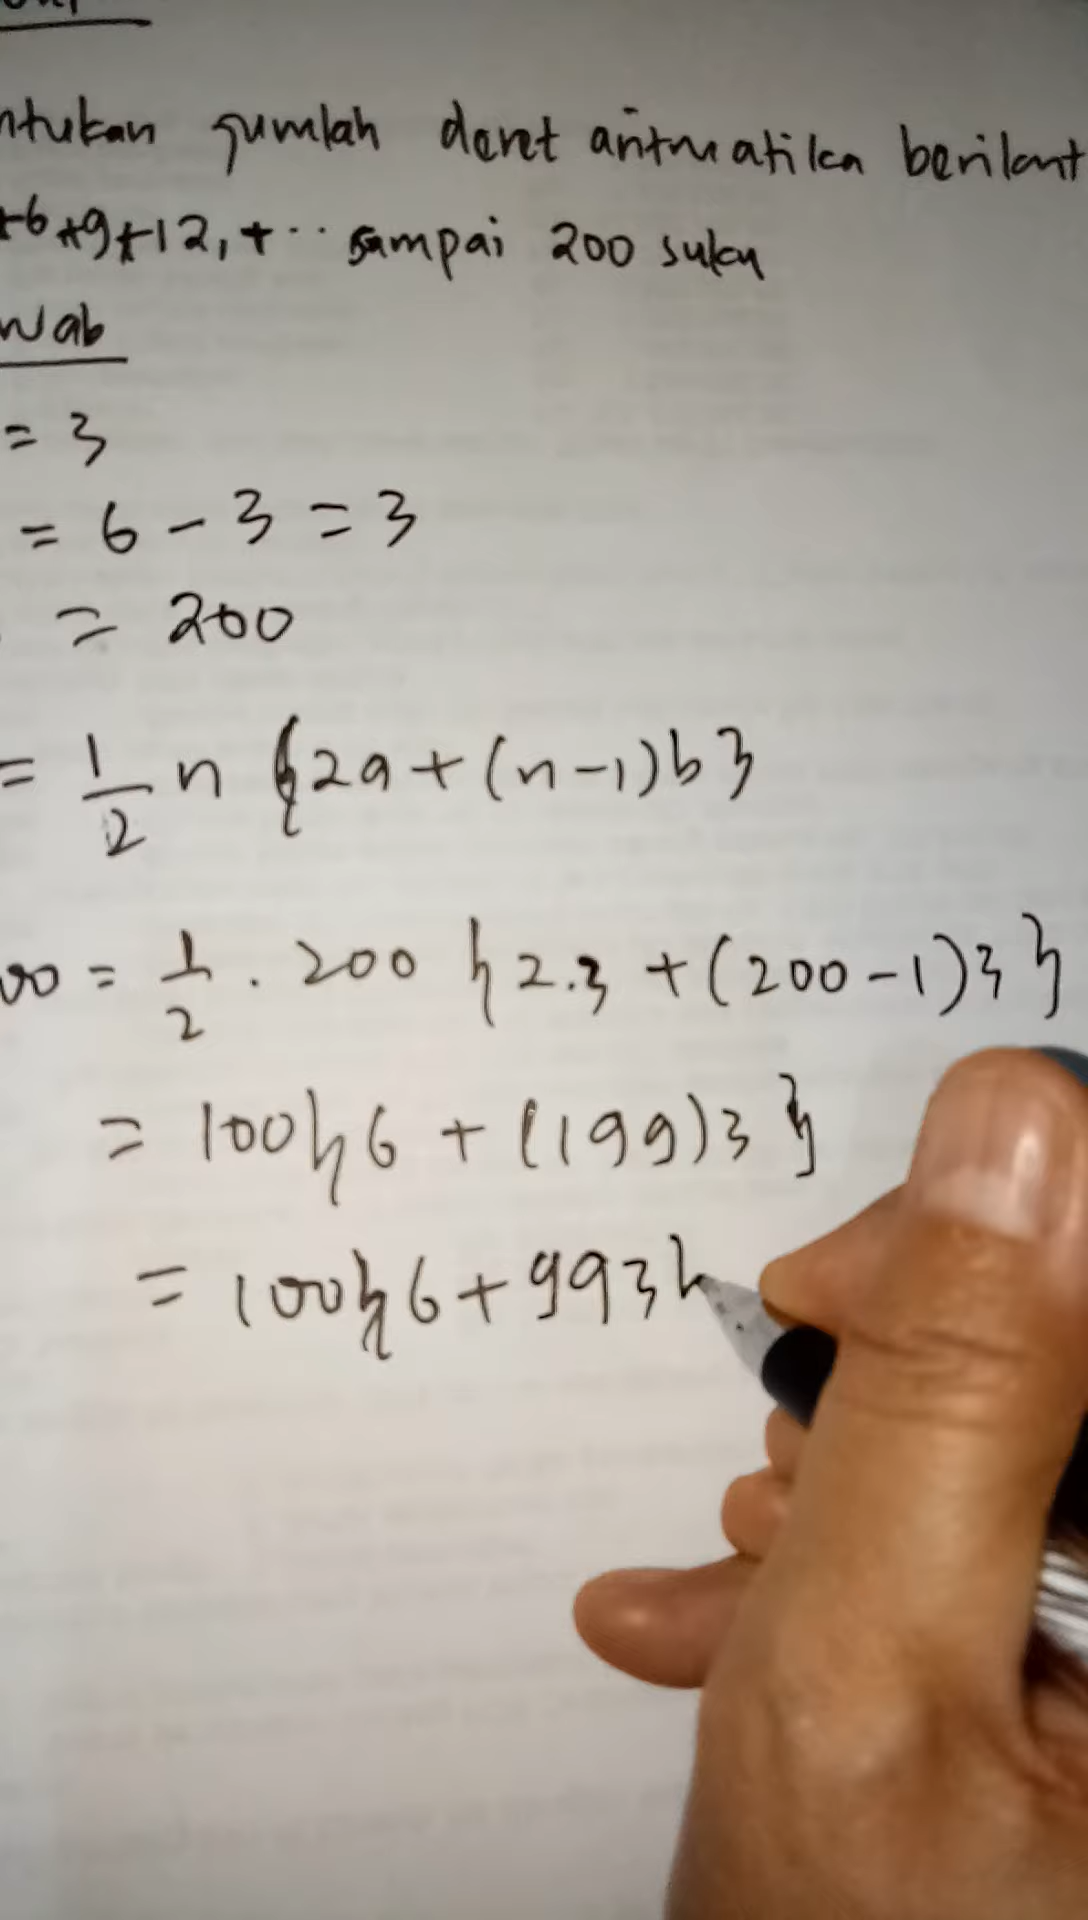 ntukan jumlah deret aritmatika berikut
+6+9+12,+... sampai 200 suku
wab
= 3
= 6 - 3 = 3
= 200
= 1/2 n {2a + (n-1)b}
00 = 1/2 . 200 {2.3 + (200-1)3}
= 100{6 + (199)3}
= 100{6 + 993}